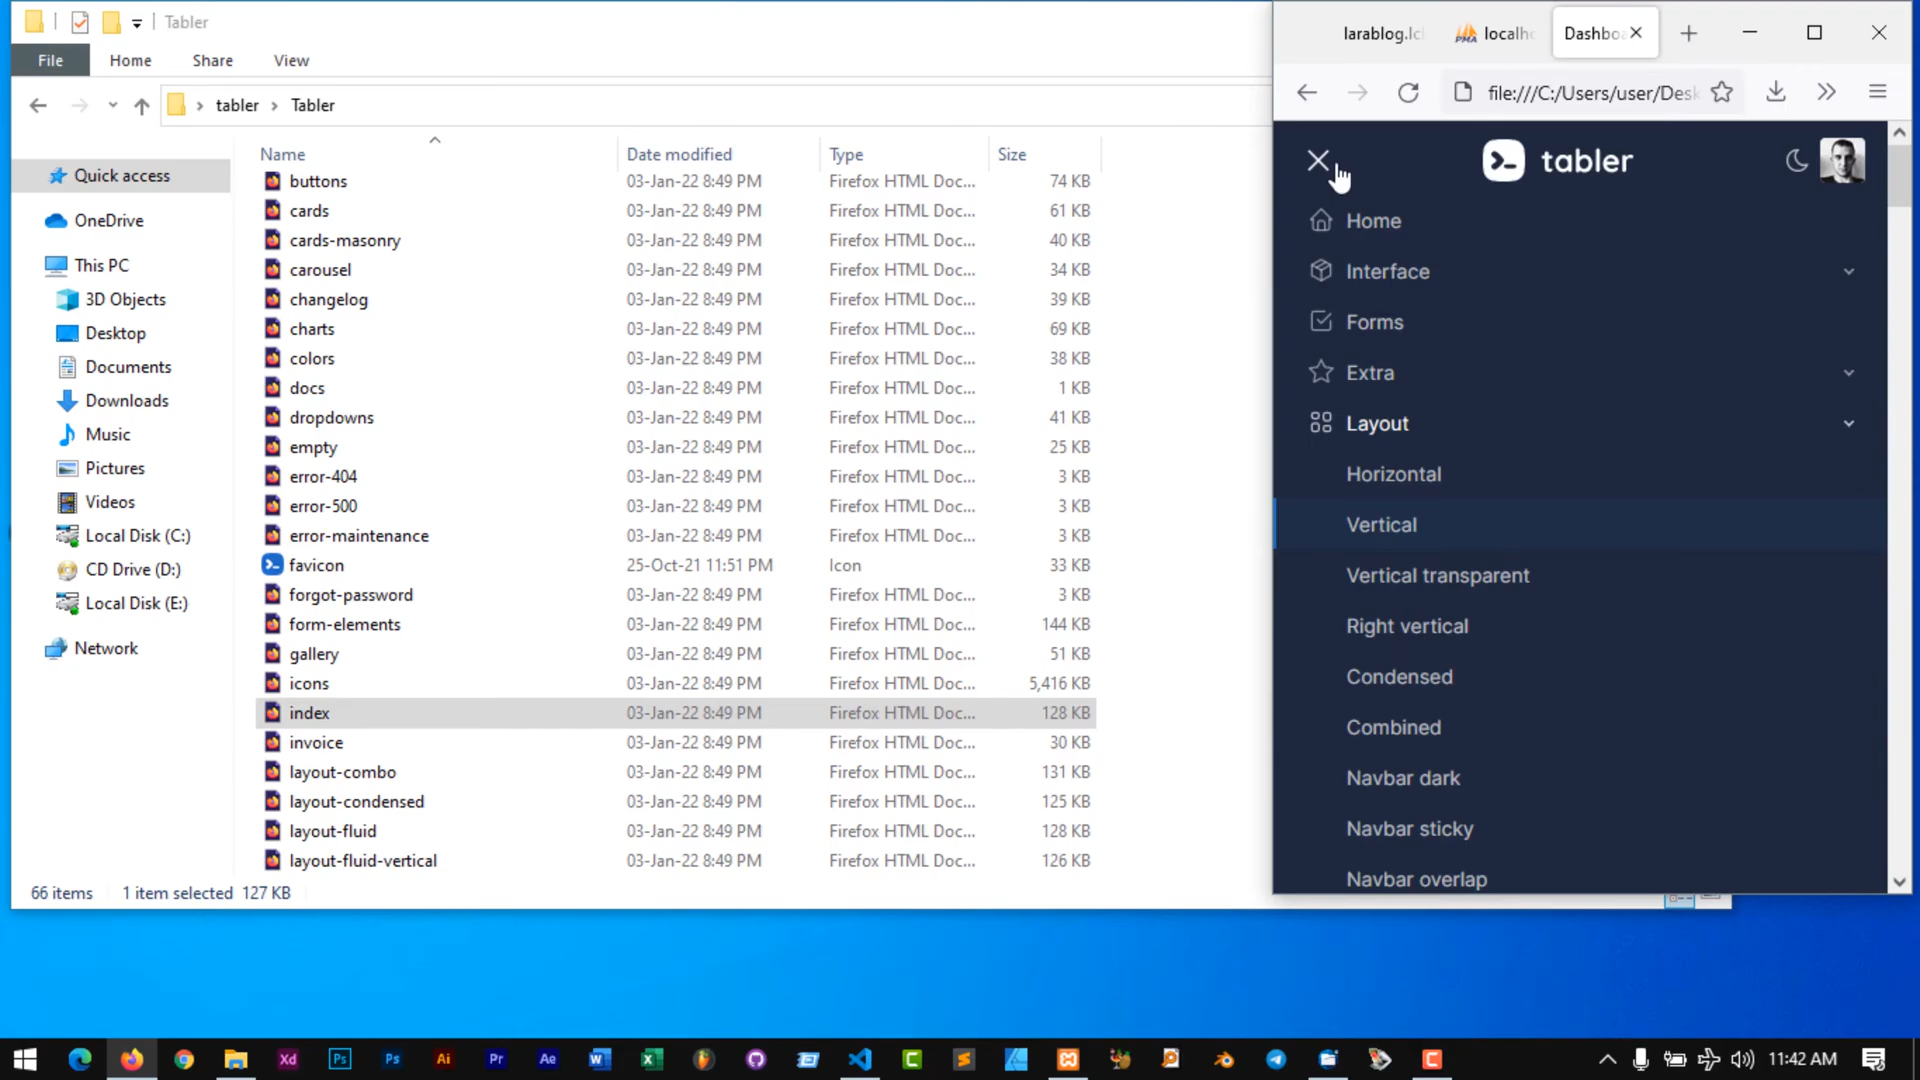 Tabler
File Home Share View
tabler > Tabler
Name Date modified Type Size
Quick access
OneDrive
This PC
3D Objects
Desktop
Documents
Downloads
Music
Pictures
Videos
Local Disk (C:)
CD Drive (D:)
Local Disk (E:)
Network
buttons 03-Jan-22 8:49 PM Firefox HTML Doc... 74 KB
cards 03-Jan-22 8:49 PM Firefox HTML Doc... 61 KB
cards-masonry 03-Jan-22 8:49 PM Firefox HTML Doc... 40 KB
carousel 03-Jan-22 8:49 PM Firefox HTML Doc... 34 KB
changelog 03-Jan-22 8:49 PM Firefox HTML Doc... 39 KB
charts 03-Jan-22 8:49 PM Firefox HTML Doc... 69 KB
colors 03-Jan-22 8:49 PM Firefox HTML Doc... 38 KB
docs 03-Jan-22 8:49 PM Firefox HTML Doc... 1 KB
dropdowns 03-Jan-22 8:49 PM Firefox HTML Doc... 41 KB
empty 03-Jan-22 8:49 PM Firefox HTML Doc... 25 KB
error-404 03-Jan-22 8:49 PM Firefox HTML Doc... 3 KB
error-500 03-Jan-22 8:49 PM Firefox HTML Doc... 3 KB
error-maintenance 03-Jan-22 8:49 PM Firefox HTML Doc... 3 KB
favicon 25-Oct-21 11:51 PM Icon 33 KB
forgot-password 03-Jan-22 8:49 PM Firefox HTML Doc... 3 KB
form-elements 03-Jan-22 8:49 PM Firefox HTML Doc... 144 KB
gallery 03-Jan-22 8:49 PM Firefox HTML Doc... 51 KB
icons 03-Jan-22 8:49 PM Firefox HTML Doc... 5,416 KB
index 03-Jan-22 8:49 PM Firefox HTML Doc... 128 KB
invoice 03-Jan-22 8:49 PM Firefox HTML Doc... 30 KB
layout-combo 03-Jan-22 8:49 PM Firefox HTML Doc... 131 KB
layout-condensed 03-Jan-22 8:49 PM Firefox HTML Doc... 125 KB
layout-fluid 03-Jan-22 8:49 PM Firefox HTML Doc... 128 KB
layout-fluid-vertical 03-Jan-22 8:49 PM Firefox HTML Doc... 126 KB
66 items 1 item selected 127 KB
larablog.lc PMA localh Dashbo
file:///C:/Users/user/Desk
tabler
Home
Interface
Forms
Extra
Layout
Horizontal
Vertical
Vertical transparent
Right vertical
Condensed
Combined
Navbar dark
Navbar sticky
Navbar overlap
Xd Ps Ps Ai Pr Ae 11:42 AM